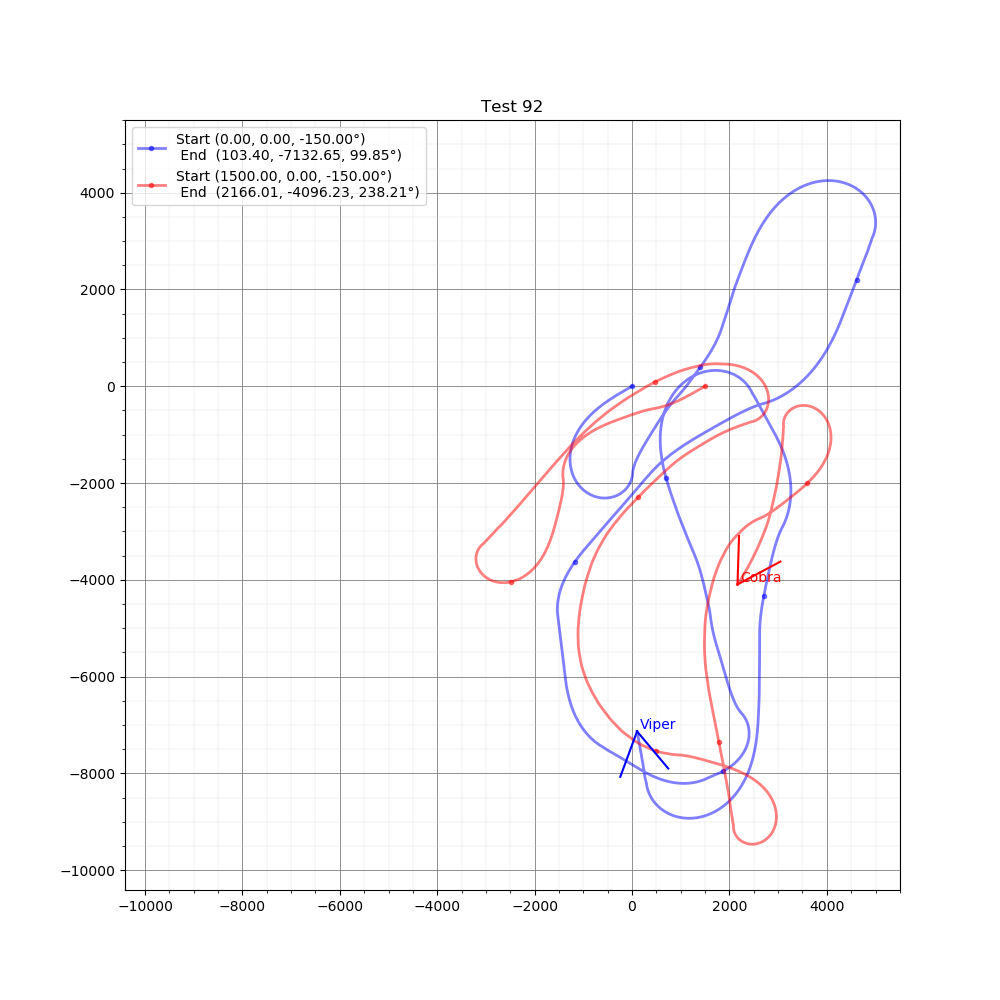 Test 92
Start (0.00, 0.00, -150.00°)
End (103.40, -7132.65, 99.85°)
Start (1500.00, 0.00, -150.00°)
End (2166.01, -4096.23, 238.21°)
4000
2000
0
−2000
−4000
−6000
−8000
−10000
Cobra
Viper
−10000 −8000 −6000 −4000 −2000 0 2000 4000